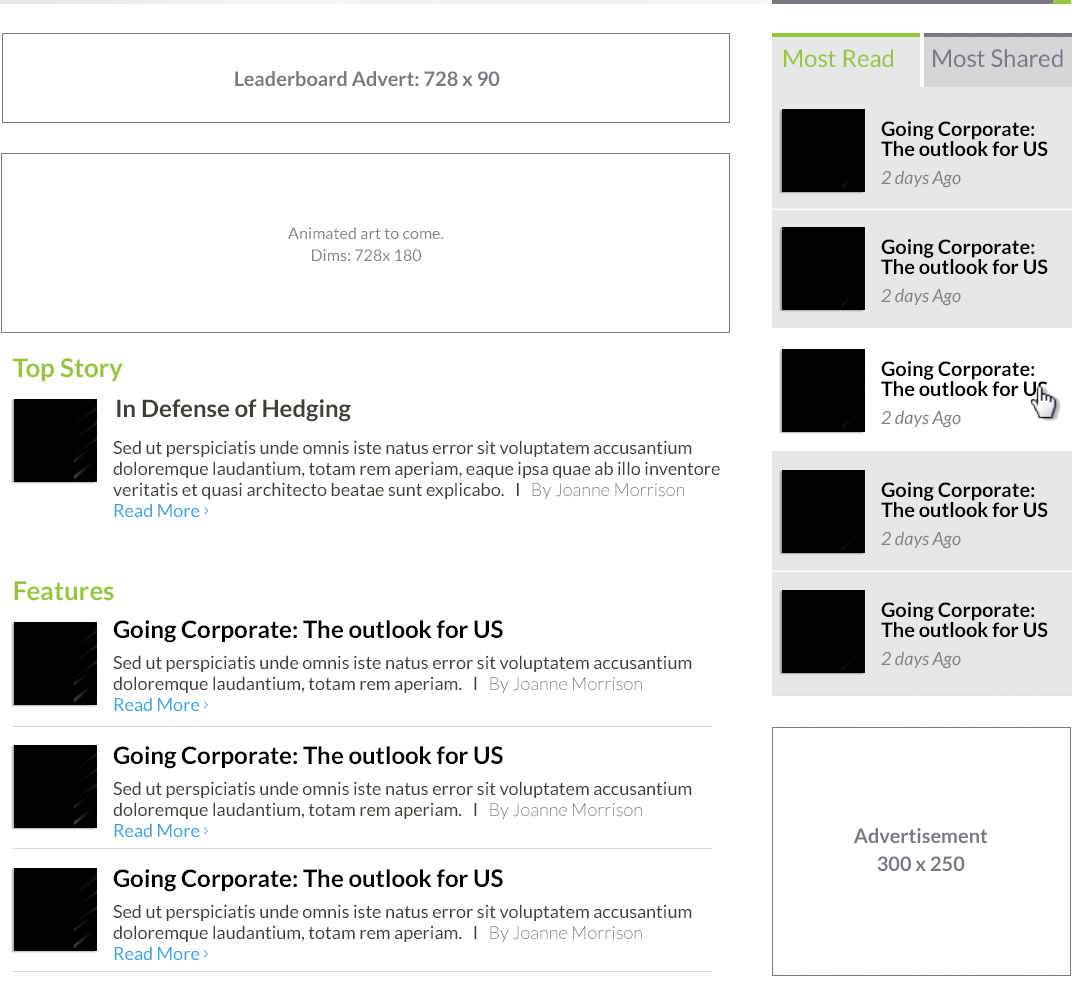 Leaderboard Advert: 728 x 90
Animated art to come.
Dims: 728x 180
Top Story
In Defense of Hedging
Sed ut perspiciatis unde omnis iste natus error sit voluptatem accusantium
doloremque laudantium, totam rem aperiam, eaque ipsa quae ab illo inventore
veritatis et quasi architecto beatae sunt explicabo. I By Joanne Morrison
Read More ›
Features
Going Corporate: The outlook for US
Sed ut perspiciatis unde omnis iste natus error sit voluptatem accusantium
doloremque laudantium, totam rem aperiam. I By Joanne Morrison
Read More ›
Going Corporate: The outlook for US
Sed ut perspiciatis unde omnis iste natus error sit voluptatem accusantium
doloremque laudantium, totam rem aperiam. I By Joanne Morrison
Read More ›
Going Corporate: The outlook for US
Sed ut perspiciatis unde omnis iste natus error sit voluptatem accusantium
doloremque laudantium, totam rem aperiam. I By Joanne Morrison
Read More ›
Most Read
Most Shared
Going Corporate:
The outlook for US
2 days Ago
Going Corporate:
The outlook for US
2 days Ago
Going Corporate:
The outlook for US
2 days Ago
Going Corporate:
The outlook for US
2 days Ago
Going Corporate:
The outlook for US
2 days Ago
Advertisement
300 x 250